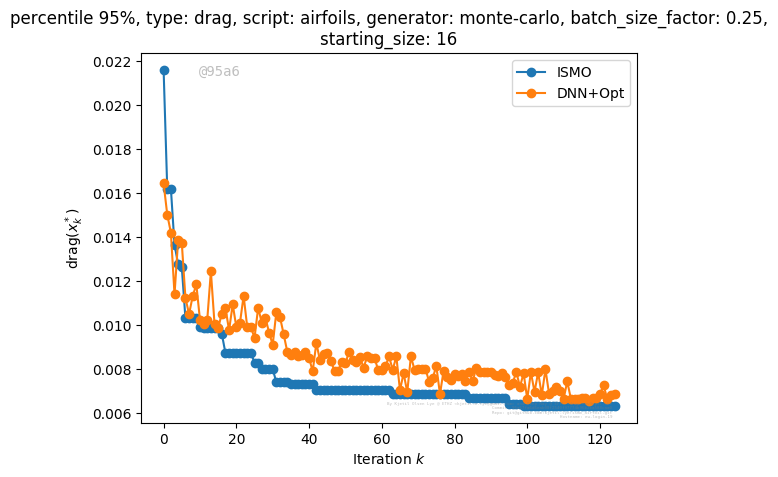 percentile 95%, type: drag, script: airfoils, generator: monte-carlo, batch_size_factor: 0.25,
starting_size: 16
@95a6
ISMO
DNN+Opt
0.022
0.020
0.018
0.016
0.014
0.012
0.010
0.008
0.006
drag(x_k^*)
0 20 40 60 80 100 120
Iteration k